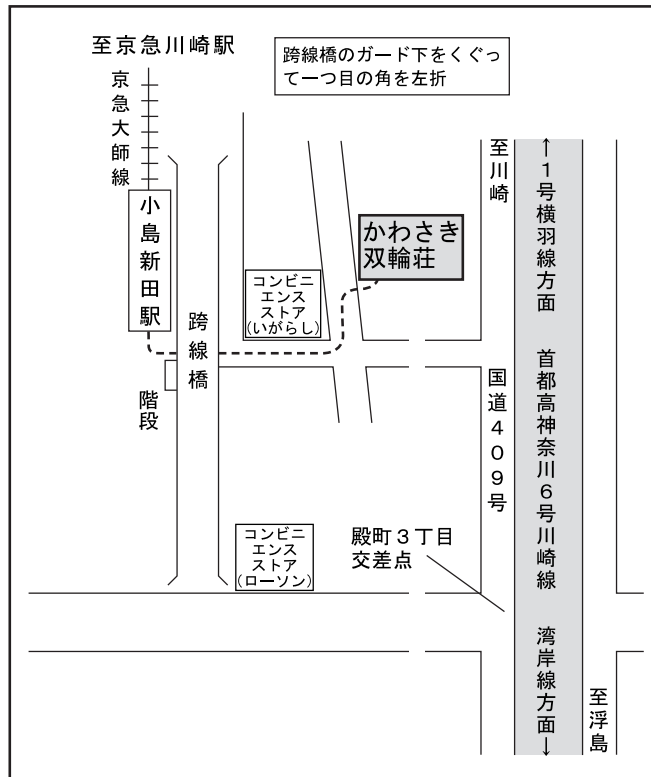 至京急川崎駅
跨線橋のガード下をくぐっ
て一つ目の角を左折
京急大師線
小島新田駅
跨線橋
階段
コンビニ
エンス
ストア
(いがらし)
かわさき
双輪荘
至川崎
国道409号
←1号横羽線方面
首都高神奈川6号川崎線
湾岸線方面→
コンビニ
エンス
ストア
(ローソン)
殿町3丁目
交差点
至浮島